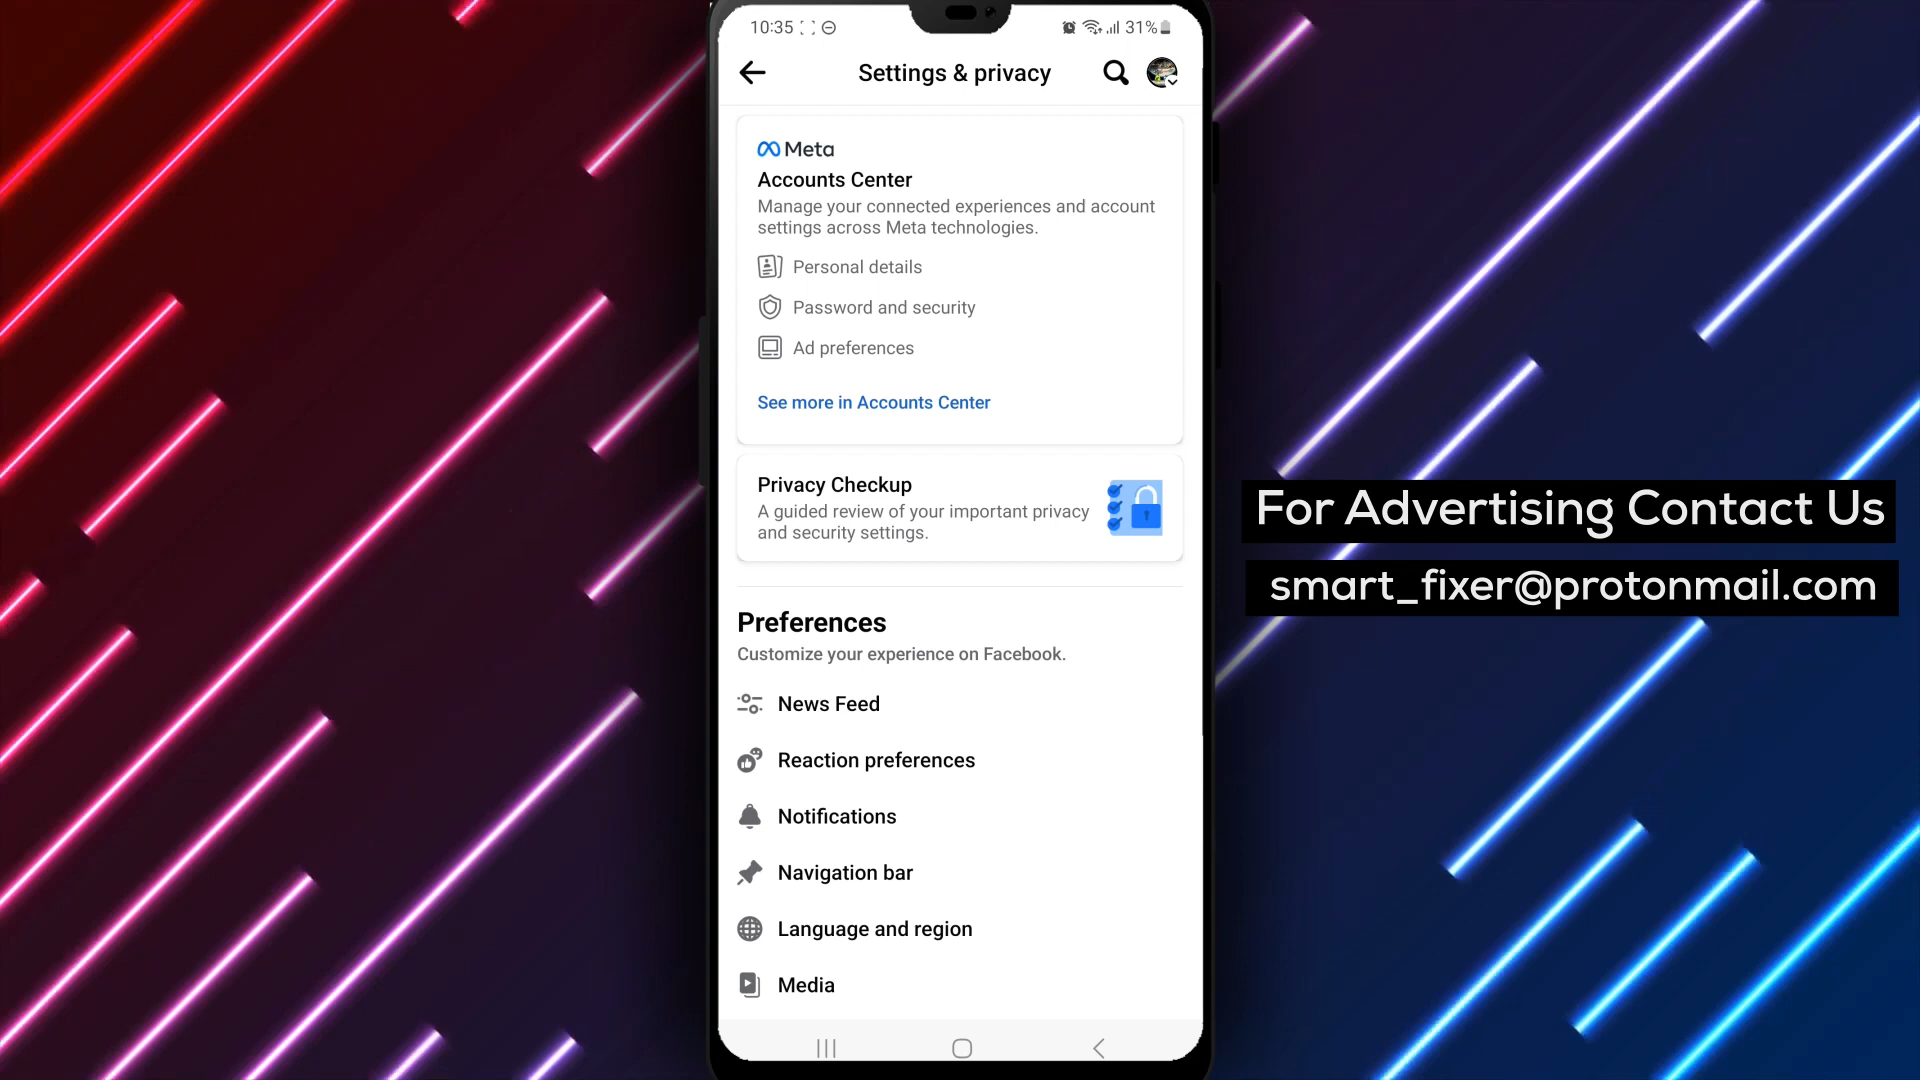 10:35
31%
Settings & privacy
Meta
Accounts Center
Manage your connected experiences and account
settings across Meta technologies.
Personal details
Password and security
Ad preferences
See more in Accounts Center
Privacy Checkup
A guided review of your important privacy
and security settings.
Preferences
Customize your experience on Facebook.
News Feed
Reaction preferences
Notifications
Navigation bar
Language and region
Media
For Advertising Contact Us
smart_fixer@protonmail.com